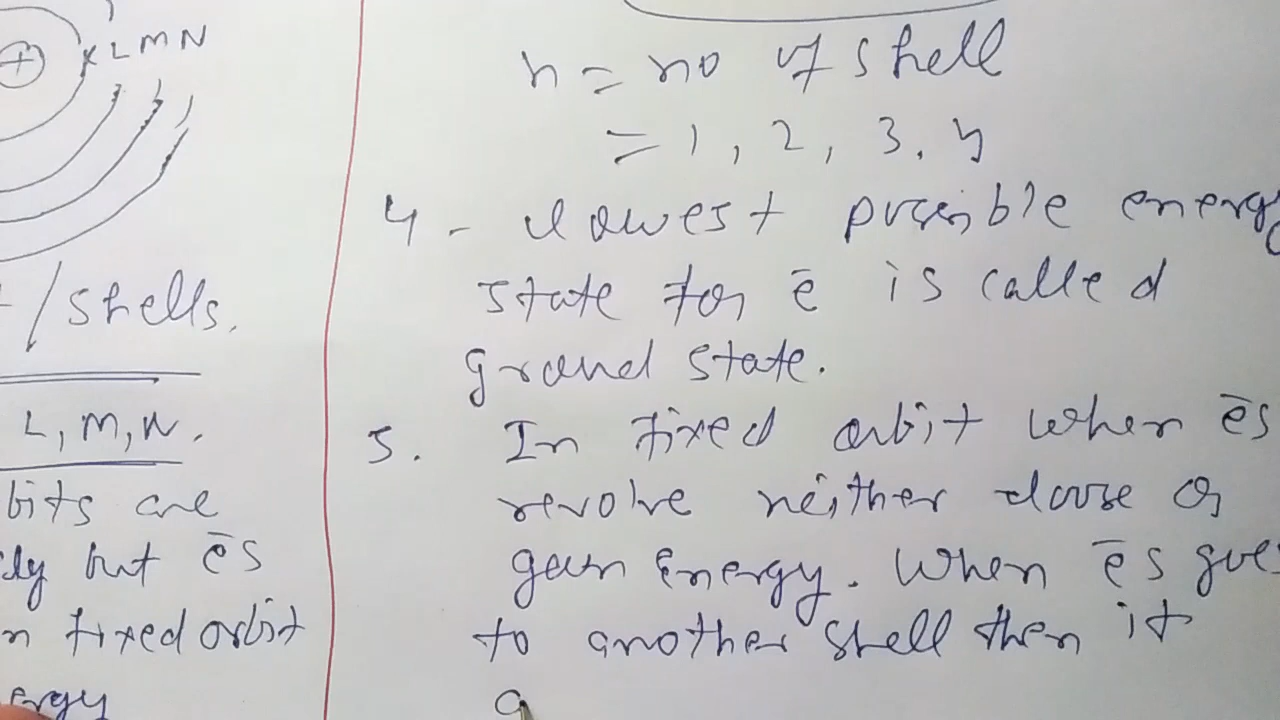 K L M N
/shells.
L, M, N.
bits are
ly but ēs
n fixed orbit
ergy
n = no of shell
= 1, 2, 3, 4
4 - lowest possible energy
state for ē is called
ground state.
5. In fixed orbit when ēs
revolve neither loose or
gain Energy. When ēs goes
to another shell then it